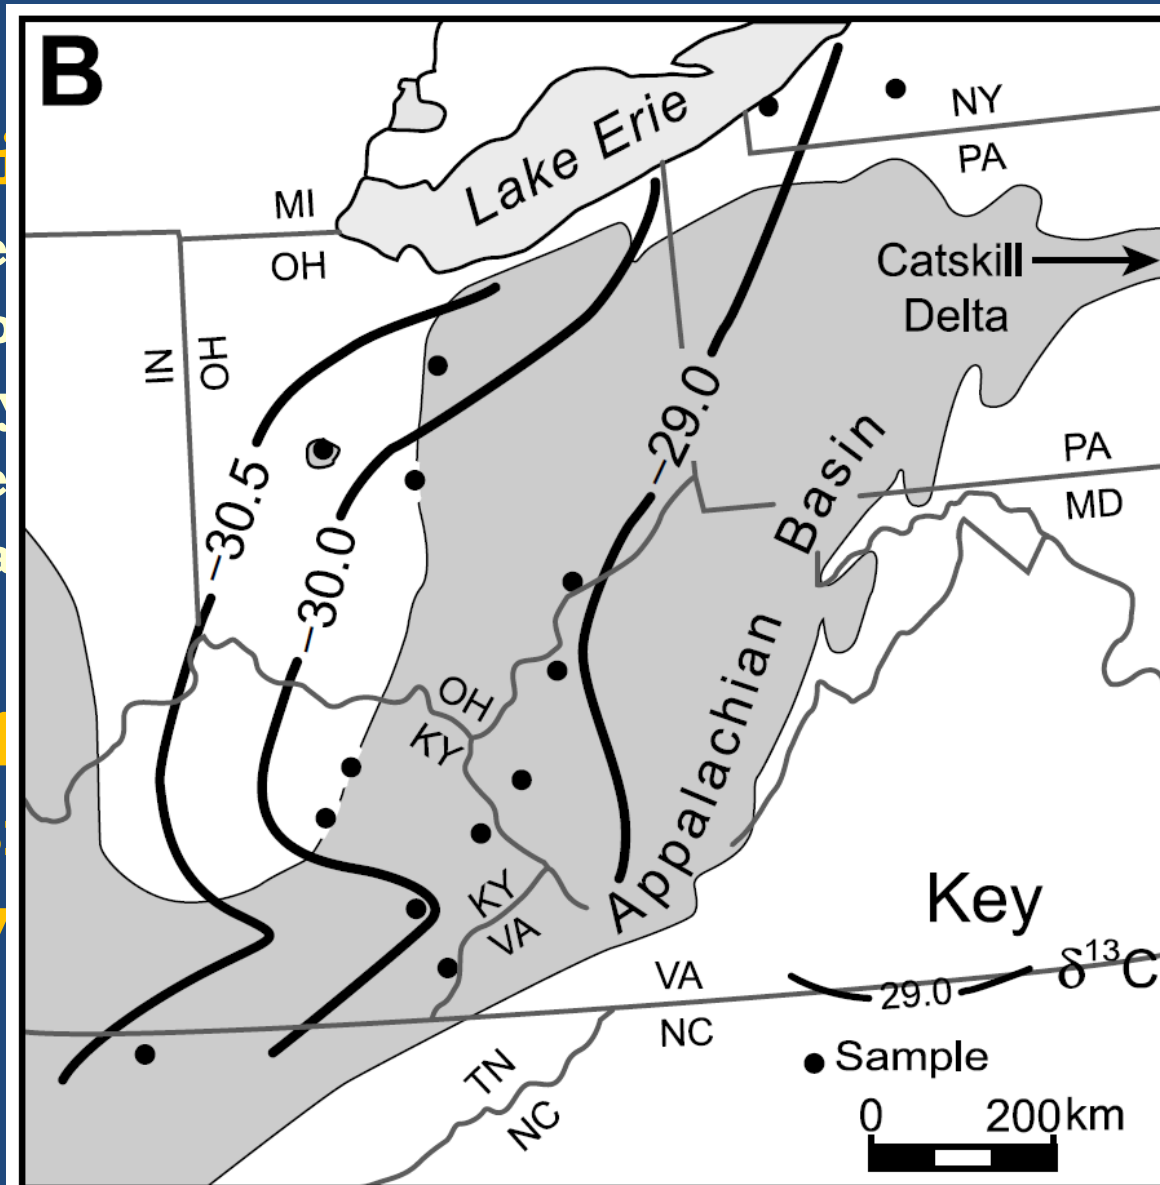 B
Lake Erie
NY
PA
MI
OH
Catskill
Delta
IN
OH
–29.0
–30.5
–30.0
Basin
PA
MD
Appalachian
OH
KY
KY
VA
Key
VA
NC
29.0
δ13C
TN
NC
Sample
0 200km